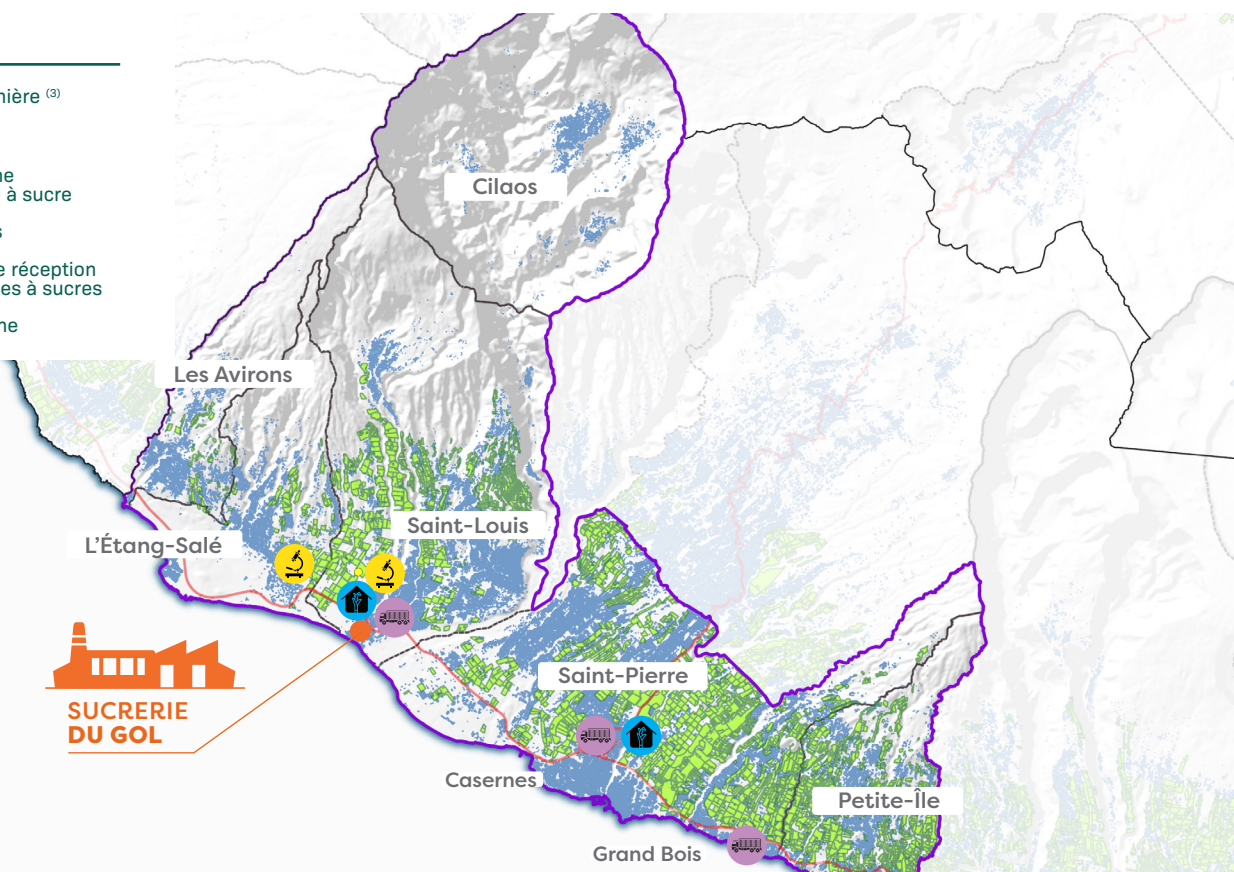 nière (3)
ne
à sucre
s
e réception
es à sucres
ne
Cilaos
Les Avirons
Saint-Louis
L'Étang-Salé
SUCRERIE
DU GOL
Saint-Pierre
Casernes
Petite-Île
Grand Bois